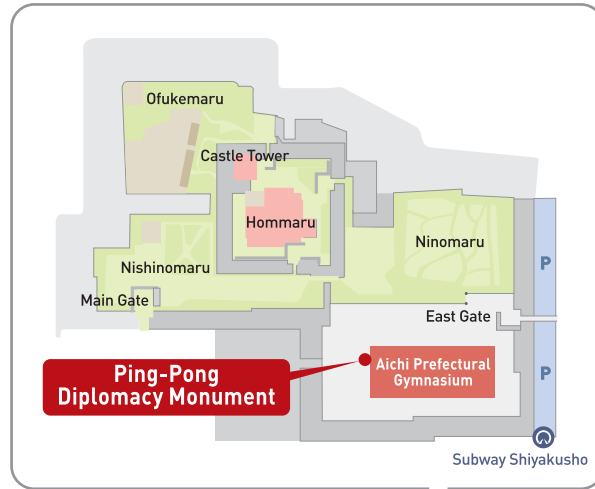 Ofukemaru
Castle Tower
Hommaru
Ninomaru
Nishinomaru
P
Main Gate
East Gate
Ping-Pong
Diplomacy Monument
Aichi Prefectural
Gymnasium
P
Subway Shiyakusho